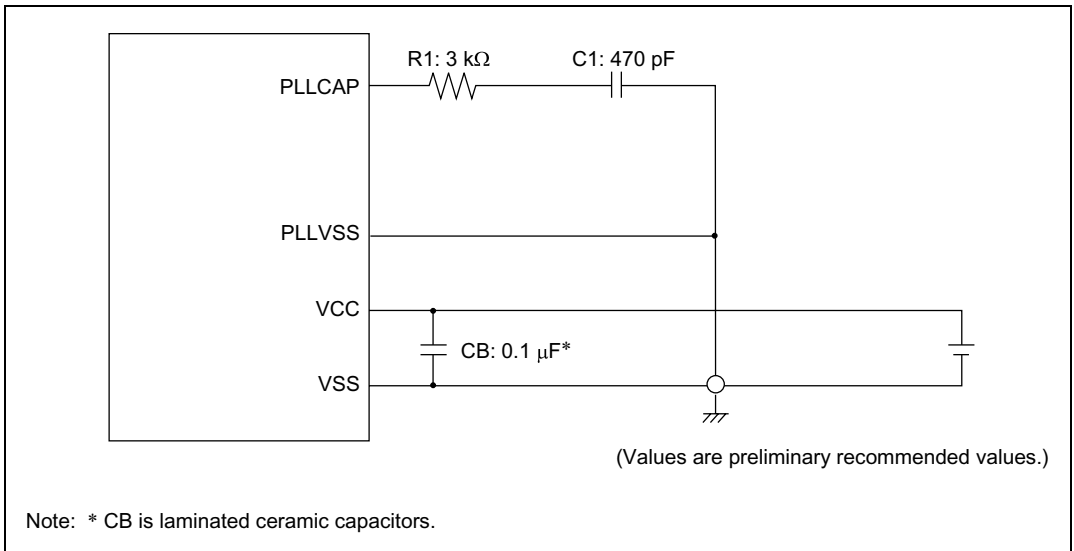 R1: 3 kΩ
C1: 470 pF
PLLCAP
PLLVSS
VCC
CB: 0.1 μF*
VSS
(Values are preliminary recommended values.)
Note: * CB is laminated ceramic capacitors.